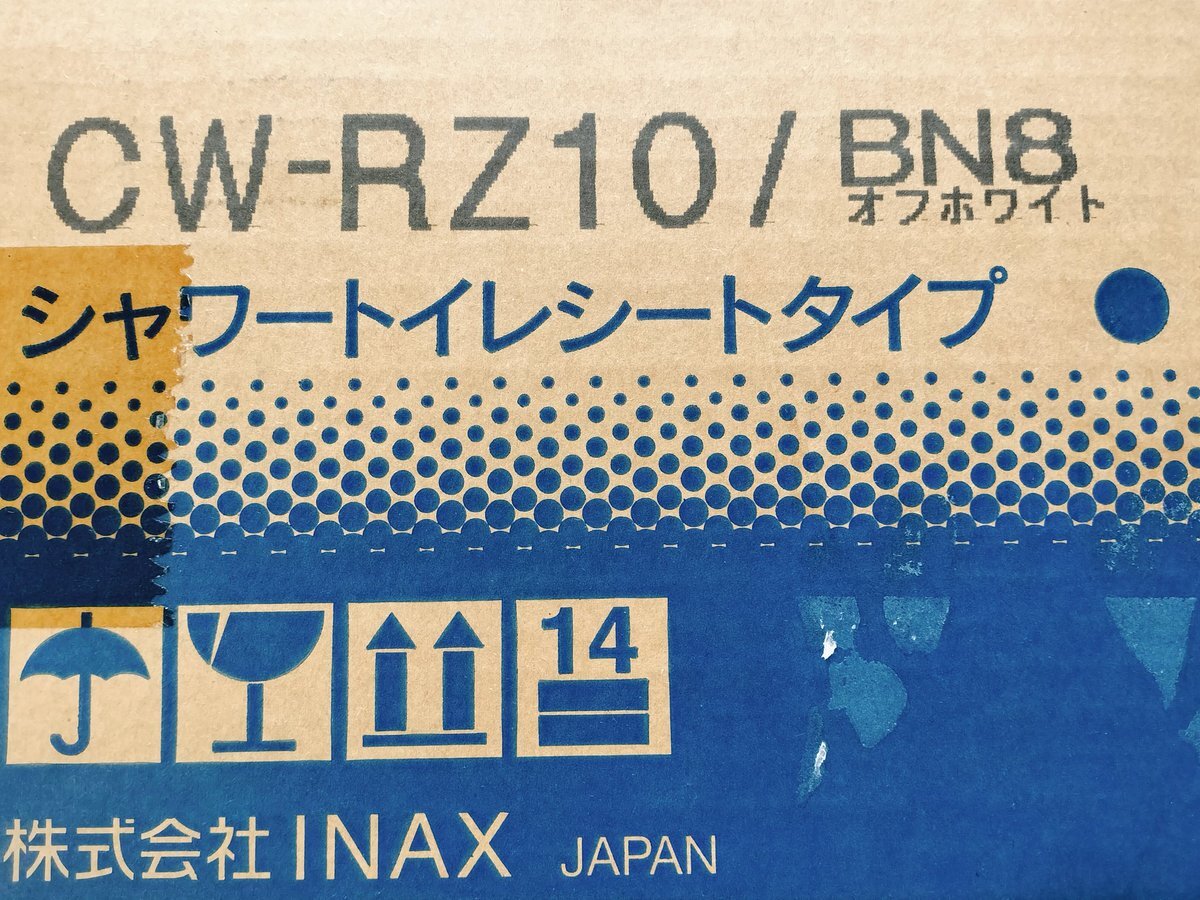 CW-RZ10/BN8
オフホワイト
シャワートイレシートタイプ
14
株式会社INAX JAPAN